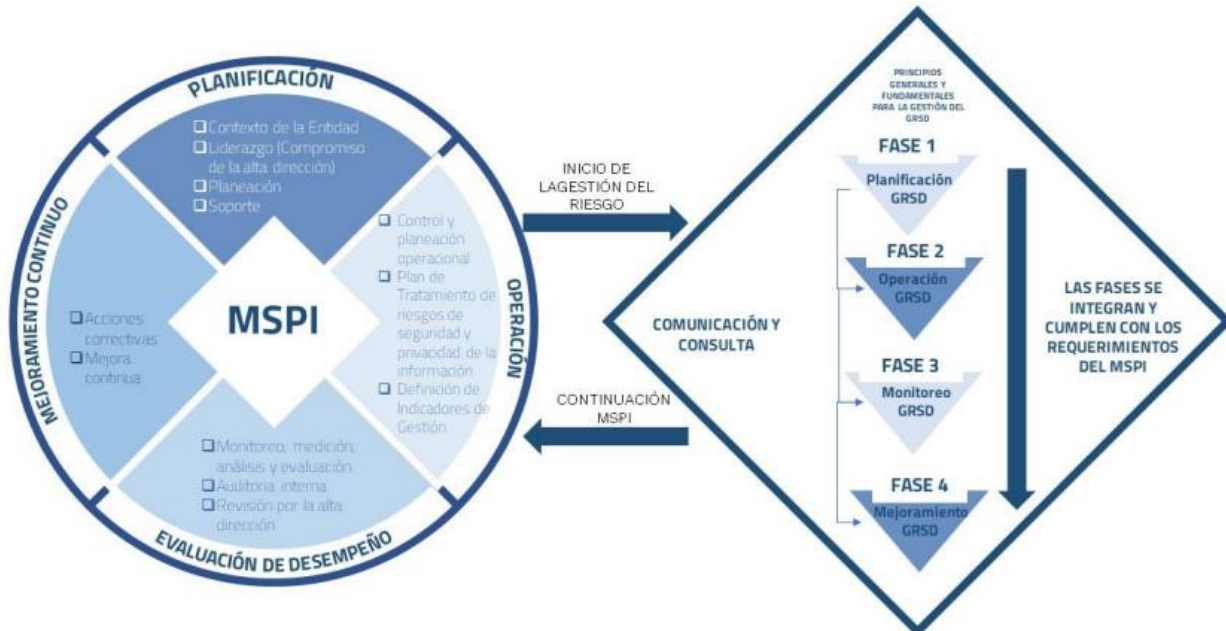 PLANIFICACIÓN
❑Contexto de la Entidad
❑Liderazgo (Compromiso
de la alta dirección)
❑Planeación
❑Soporte
OPERACIÓN
❑ Control y
planeación
operacional
❑ Plan de
Tratamiento de
riesgos de
seguridad y
privacidad de la
información
❑ Definición de
Indicadores de
Gestión
MSPI
MEJORAMIENTO CONTINUO
❑Acciones
correctivas
❑Mejora
continua
❑Monitoreo, medición,
análisis y evaluación
❑Auditoria interna
❑Revisión por la alta
dirección
EVALUACIÓN DE DESEMPEÑO
INICIO DE
LAGESTIÓN DEL
RIESGO
CONTINUACIÓN
MSPI
PRINCIPIOS
GENERALES Y
FUNDAMENTALES
PARA LA GESTIÓN DEL
GRSD
COMUNICACIÓN Y
CONSULTA
FASE 1
Planificación
GRSD
FASE 2
Operación
GRSD
FASE 3
Monitoreo
GRSD
FASE 4
Mejoramiento
GRSD
LAS FASES SE
INTEGRAN Y
CUMPLEN CON LOS
REQUERIMIENTOS
DEL MSPI